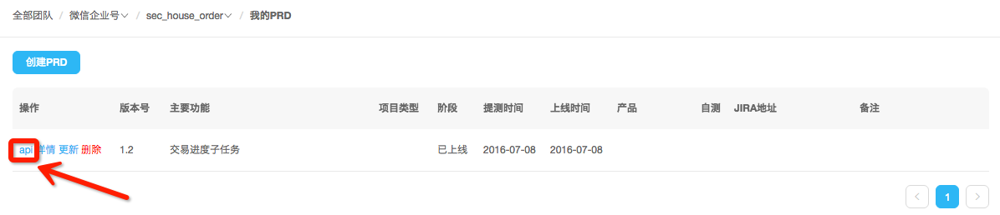 全部团队 / 微信企业号 / sec_house_order / 我的PRD
创建PRD
操作 版本号 主要功能 项目类型 阶段 提测时间 上线时间 产品 自测 JIRA地址 备注
api 详情 更新 删除 1.2 交易进度子任务 已上线 2016-07-08 2016-07-08
1